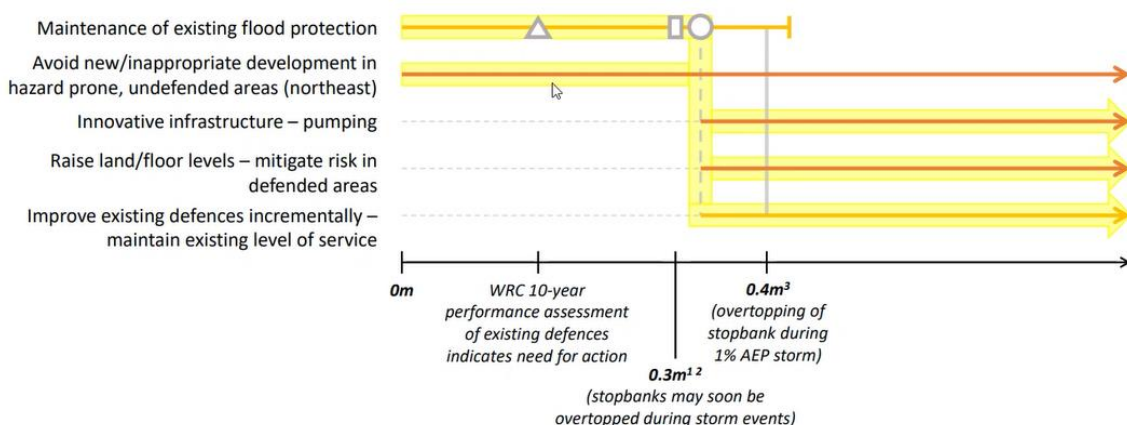 Maintenance of existing flood protection
Avoid new/inappropriate development in
hazard prone, undefended areas (northeast)
Innovative infrastructure – pumping
Raise land/floor levels – mitigate risk in
defended areas
Improve existing defences incrementally –
maintain existing level of service
0m
WRC 10-year
performance assessment
of existing defences
indicates need for action
0.3m¹ ²
(stopbanks may soon be
overtopped during storm events)
0.4m³
(overtopping of
stopbank during
1% AEP storm)